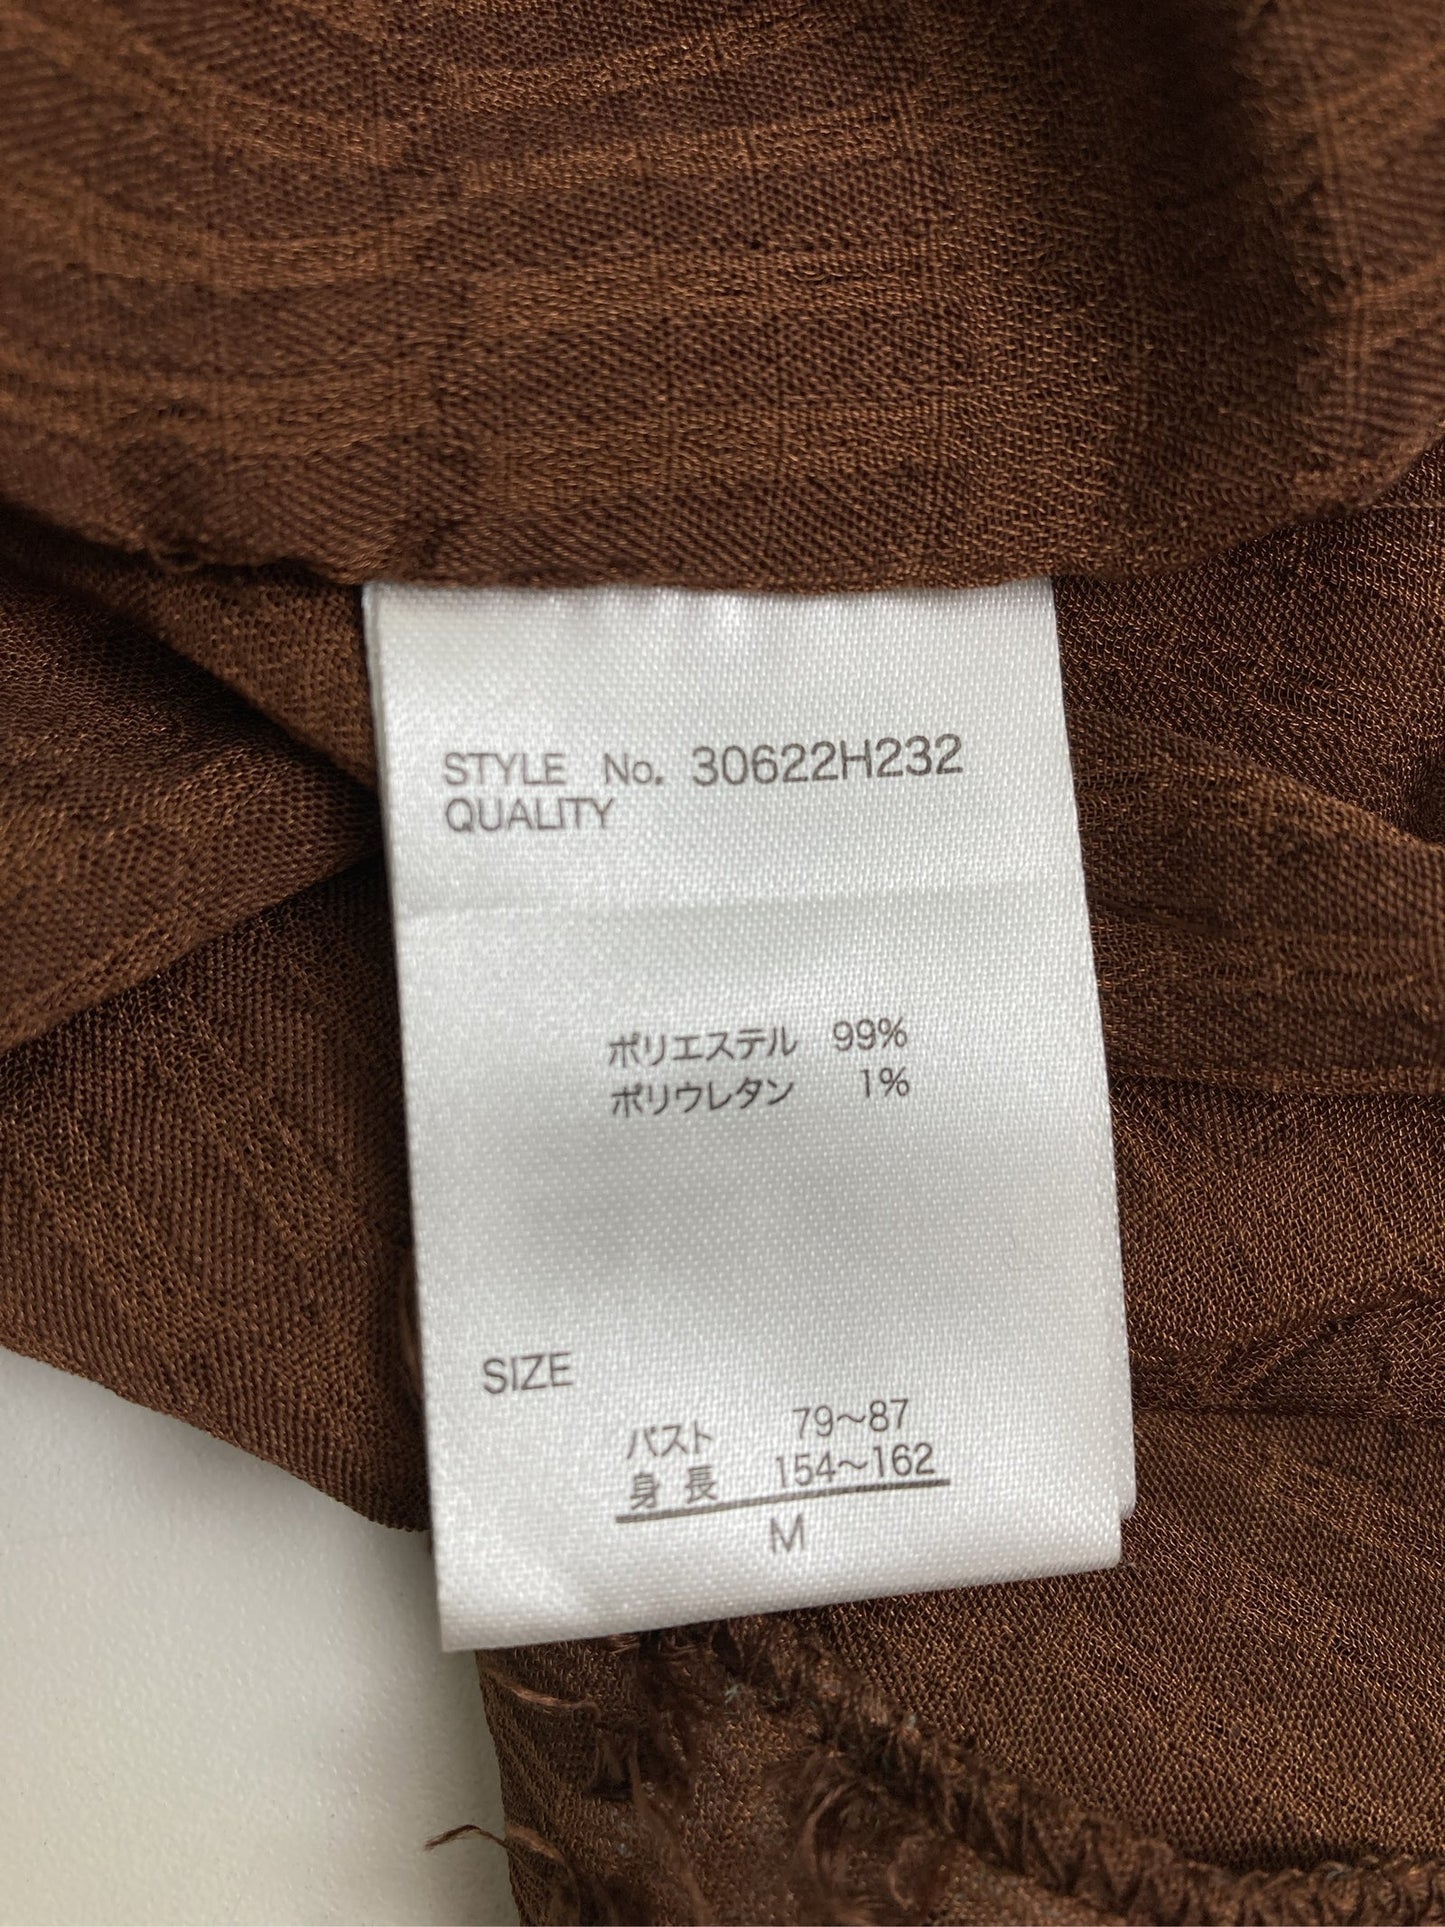 STYLE No. 30622H232
QUALITY
ポリエステル 99%
ポリウレタン 1%
SIZE
バスト 79~87
身長 154~162
M